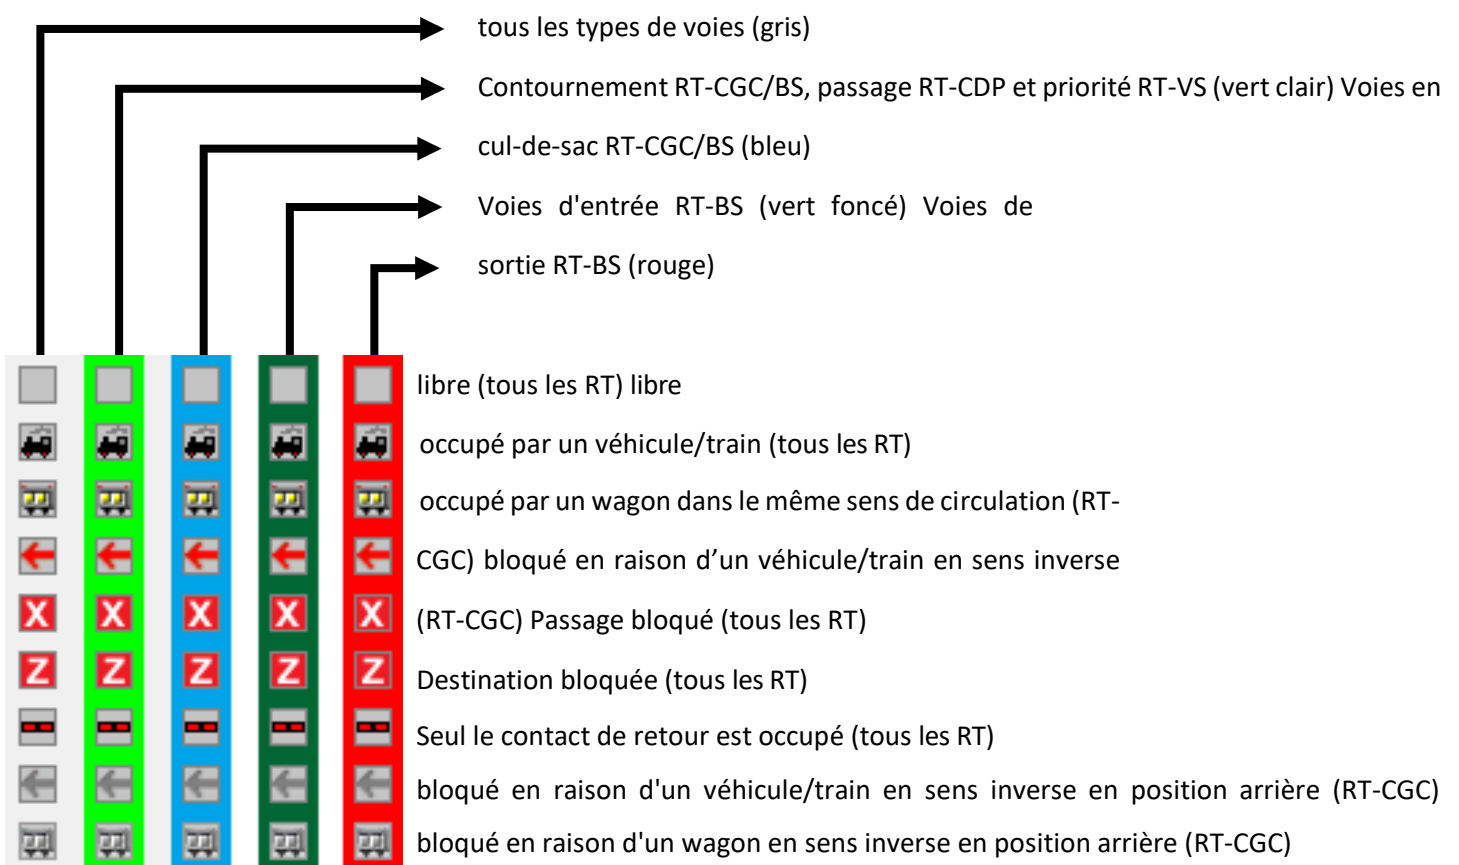 tous les types de voies (gris)
Contournement RT-CGC/BS, passage RT-CDP et priorité RT-VS (vert clair) Voies en
cul-de-sac RT-CGC/BS (bleu)
Voies d'entrée RT-BS (vert foncé) Voies de
sortie RT-BS (rouge)
libre (tous les RT) libre
occupé par un véhicule/train (tous les RT)
occupé par un wagon dans le même sens de circulation (RT-
CGC) bloqué en raison d’un véhicule/train en sens inverse
X X X X X (RT-CGC) Passage bloqué (tous les RT)
Z Z Z Z Z Destination bloquée (tous les RT)
Seul le contact de retour est occupé (tous les RT)
bloqué en raison d'un véhicule/train en sens inverse en position arrière (RT-CGC)
bloqué en raison d'un wagon en sens inverse en position arrière (RT-CGC)